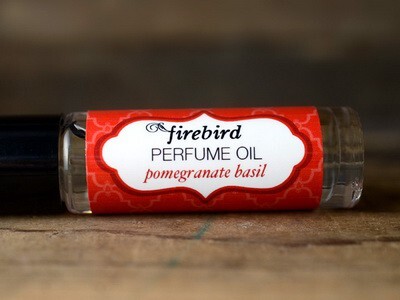 firebird
PERFUME OIL
pomegranate basil